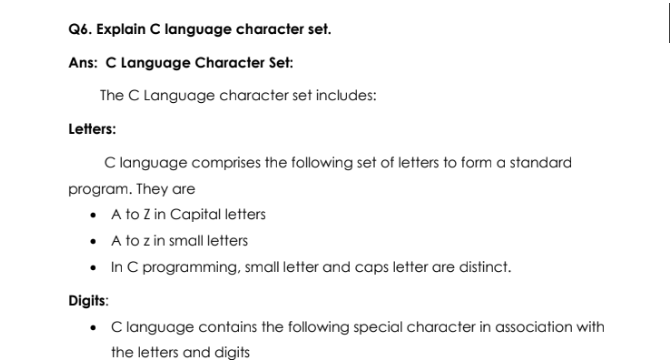 Q6. Explain C language character set.
Ans:  C Language Character Set:
The C Language character set includes:
Letters:
C language comprises the following set of letters to form a standard
program. They are
• A to Z in Capital letters
• A to z in small letters
• In C programming, small letter and caps letter are distinct.
Digits:
• C language contains the following special character in association with
the letters and digits